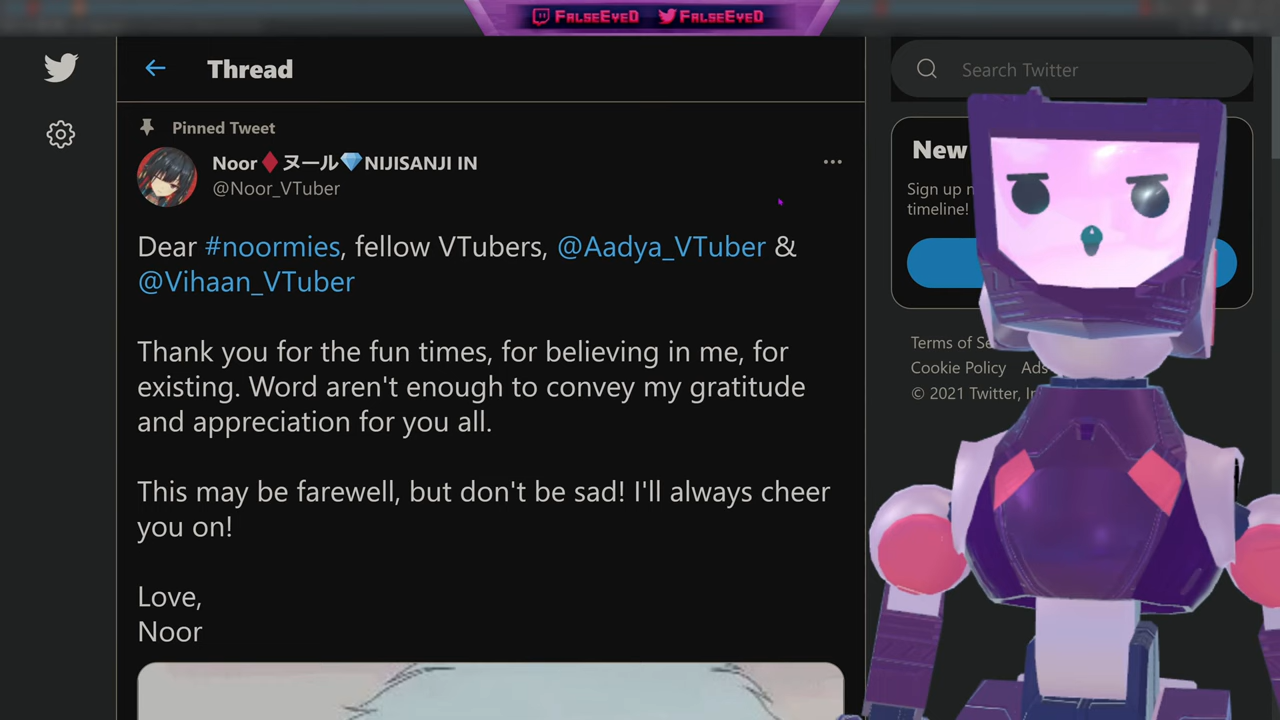 FalseEyeD FalseEyeD
Thread
Search Twitter
Pinned Tweet
Noor♦️ヌール💎NIJISANJI IN
@Noor_VTuber
Dear #noormies, fellow VTubers, @Aadya_VTuber &
@Vihaan_VTuber
Thank you for the fun times, for believing in me, for
existing. Word aren't enough to convey my gratitude
and appreciation for you all.
This may be farewell, but don't be sad! I'll always cheer
you on!
Love,
Noor
New
Sign up
timeline!
Terms of Se
Cookie Policy Ads
© 2021 Twitter, In